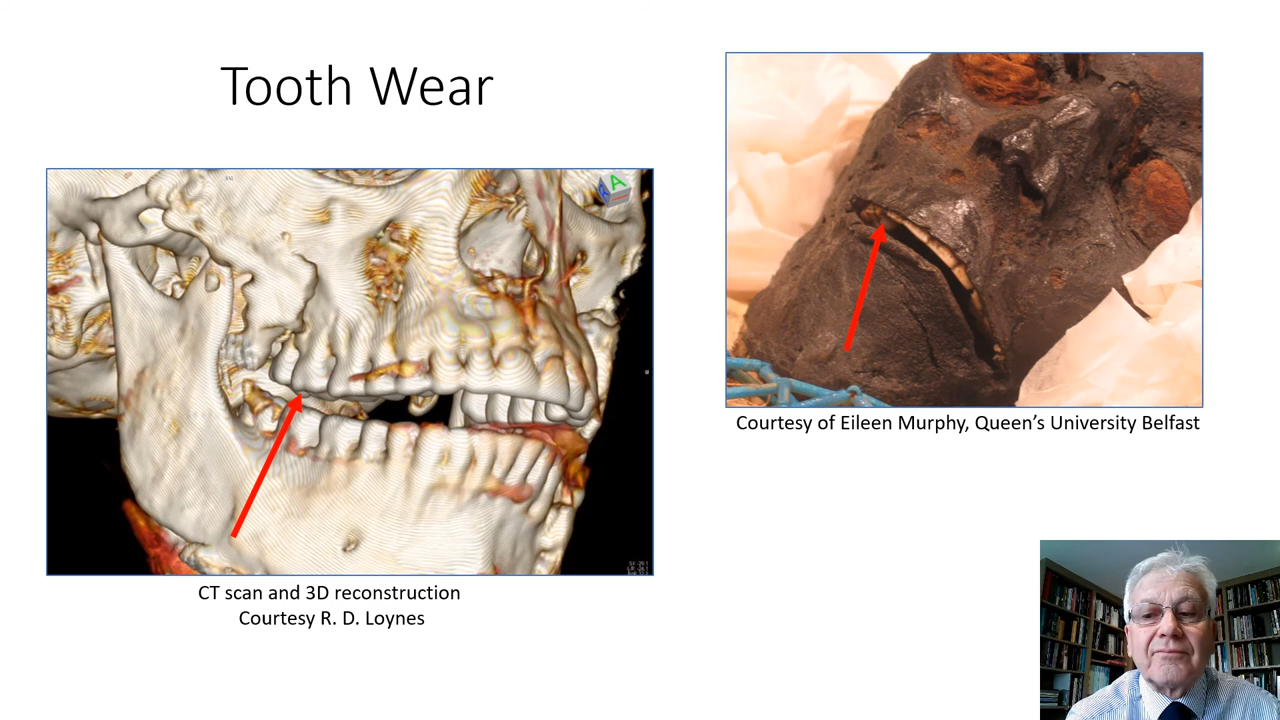 Tooth Wear
A
CT scan and 3D reconstruction
Courtesy R. D. Loynes
Courtesy of Eileen Murphy, Queen’s University Belfast